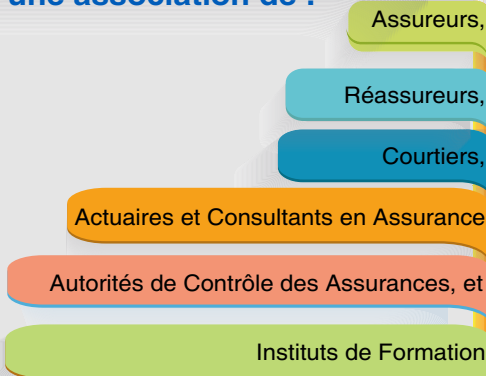 une association de :
Assureurs,
Réassureurs,
Courtiers,
Actuaires et Consultants en Assurance
Autorités de Contrôle des Assurances, et
Instituts de Formation